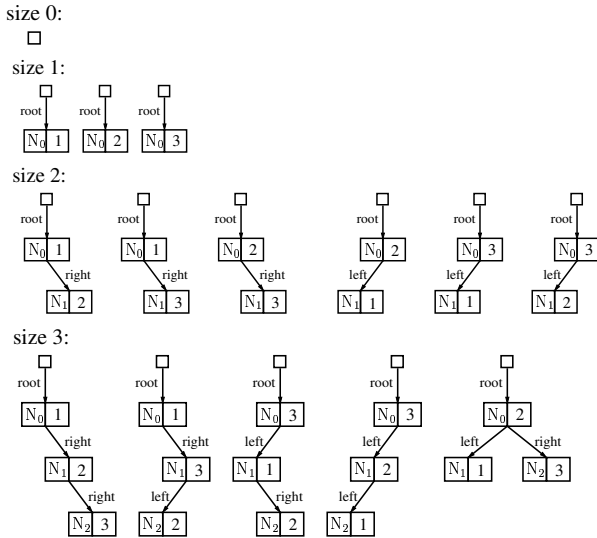 size 0:
size 1:
root root root
N₀ 1 N₀ 2 N₀ 3
size 2:
root root root root root root
N₀ 1 N₀ 1 N₀ 2 N₀ 2 N₀ 3 N₀ 3
right right right left left left
N₁ 2 N₁ 3 N₁ 3 N₁ 1 N₁ 1 N₁ 2
size 3:
root root root root root
N₀ 1 N₀ 1 N₀ 3 N₀ 3 N₀ 2
right right left left left right
N₁ 2 N₁ 3 N₁ 1 N₁ 2 N₁ 1 N₂ 3
right left right left
N₂ 3 N₂ 2 N₂ 2 N₂ 1